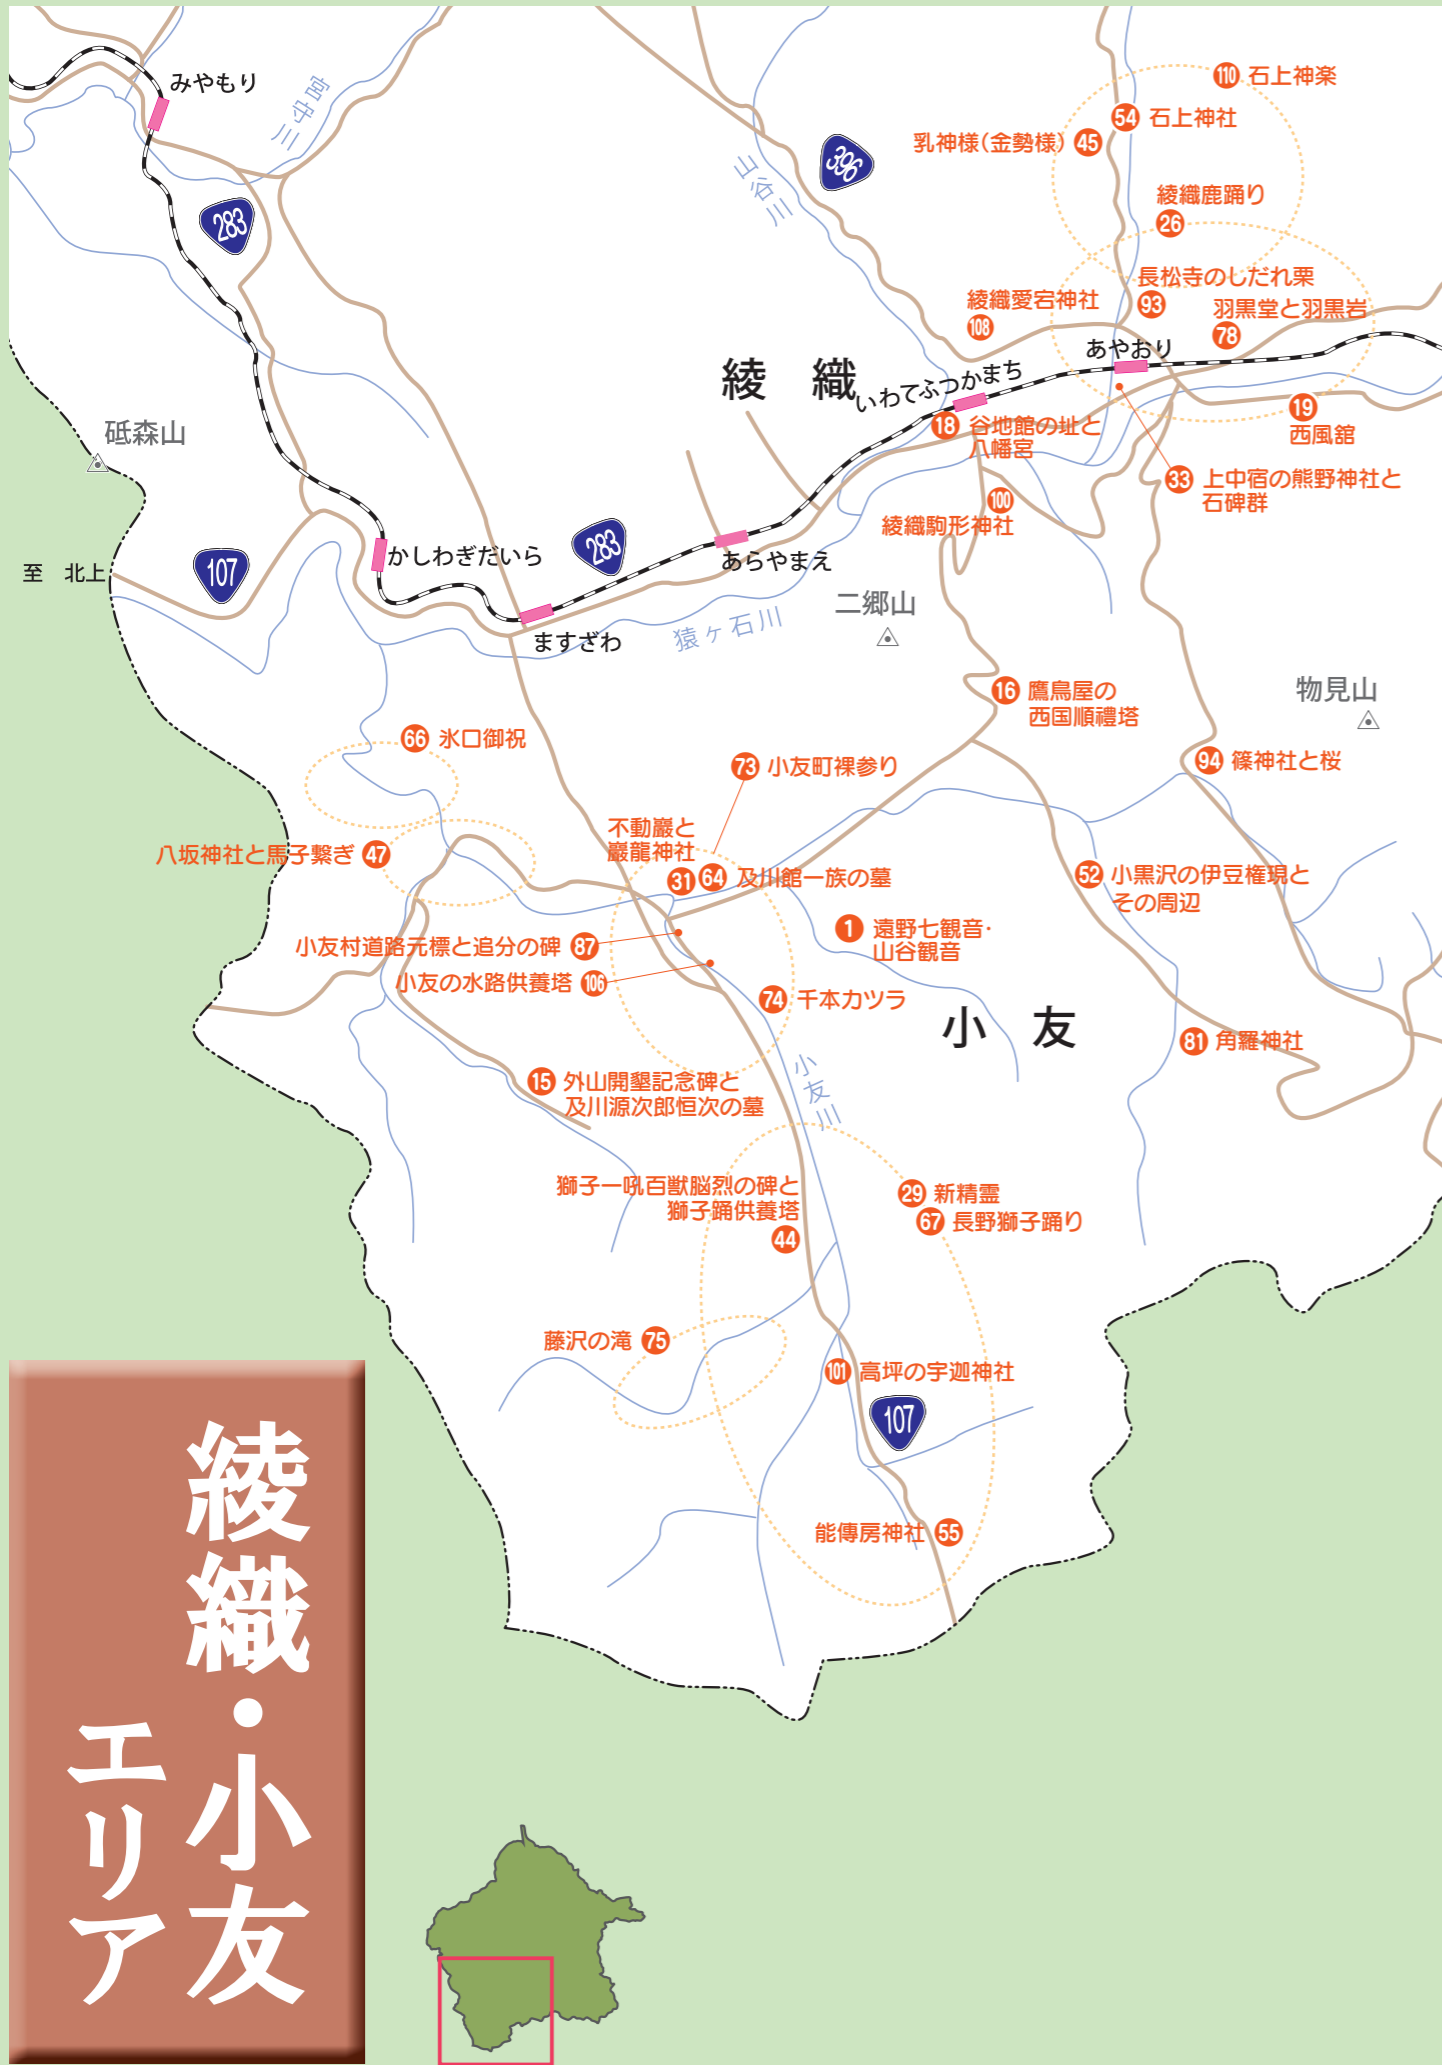 みやもり
宮守川
283
396
山谷川
110 石上神楽
54 石上神社
乳神様(金勢様) 45
綾織鹿踊り
26
長松寺のしだれ栗
93
綾織愛宕神社
108
羽黒堂と羽黒岩
78
あやおり
綾 織
いわてふつかまち
18 谷地館の址と
八幡宮
19
西風舘
33 上中宿の熊野神社と
石碑群
100
綾織駒形神社
砥森山
至 北上
107
かしわぎだいら
283
あらやまえ
ますざわ
猿ヶ石川
二郷山
物見山
16 鷹鳥屋の
西国順禮塔
94 篠神社と桜
66 氷口御祝
73 小友町裸参り
不動巖と
巖龍神社
31
64 及川館一族の墓
八坂神社と馬子繋ぎ 47
52 小黒沢の伊豆権現と
その周辺
1 遠野七観音・
山谷観音
小友村道路元標と追分の碑 87
小友の水路供養塔 106
74 千本カツラ
小 友
81 角羅神社
小友川
15 外山開墾記念碑と
及川源次郎恒次の墓
獅子一吼百獣脳烈の碑と
獅子踊供養塔
44
29 新精霊
67 長野獅子踊り
藤沢の滝 75
101 高坪の宇迦神社
107
能傳房神社 55
綾織・小友
エリア